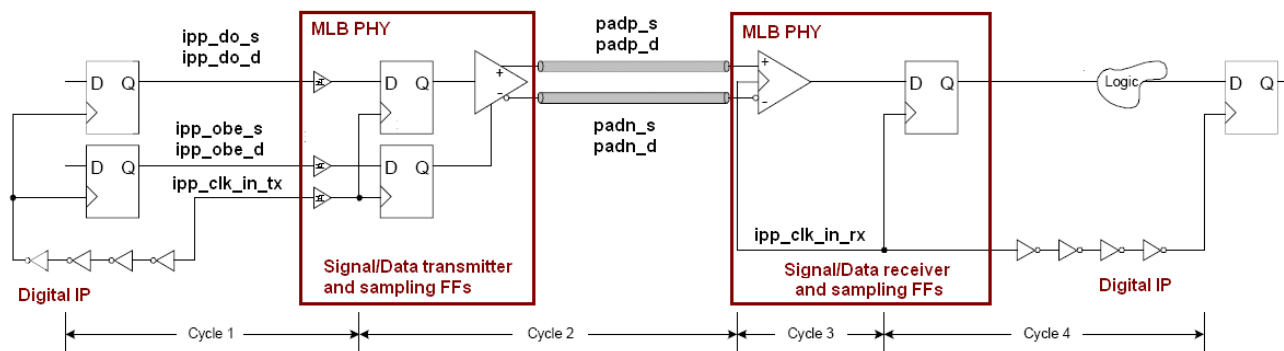 ipp_do_s
ipp_do_d
MLB PHY
padp_s
padp_d
MLB PHY
D Q
D Q
+
-
+
-
D Q
Logic
D Q
ipp_obe_s
ipp_obe_d
padn_s
padn_d
D Q
D Q
ipp_clk_in_tx
ipp_clk_in_rx
Digital IP
Signal/Data transmitter
and sampling FFs
Signal/Data receiver
and sampling FFs
Digital IP
Cycle 1
Cycle 2
Cycle 3
Cycle 4